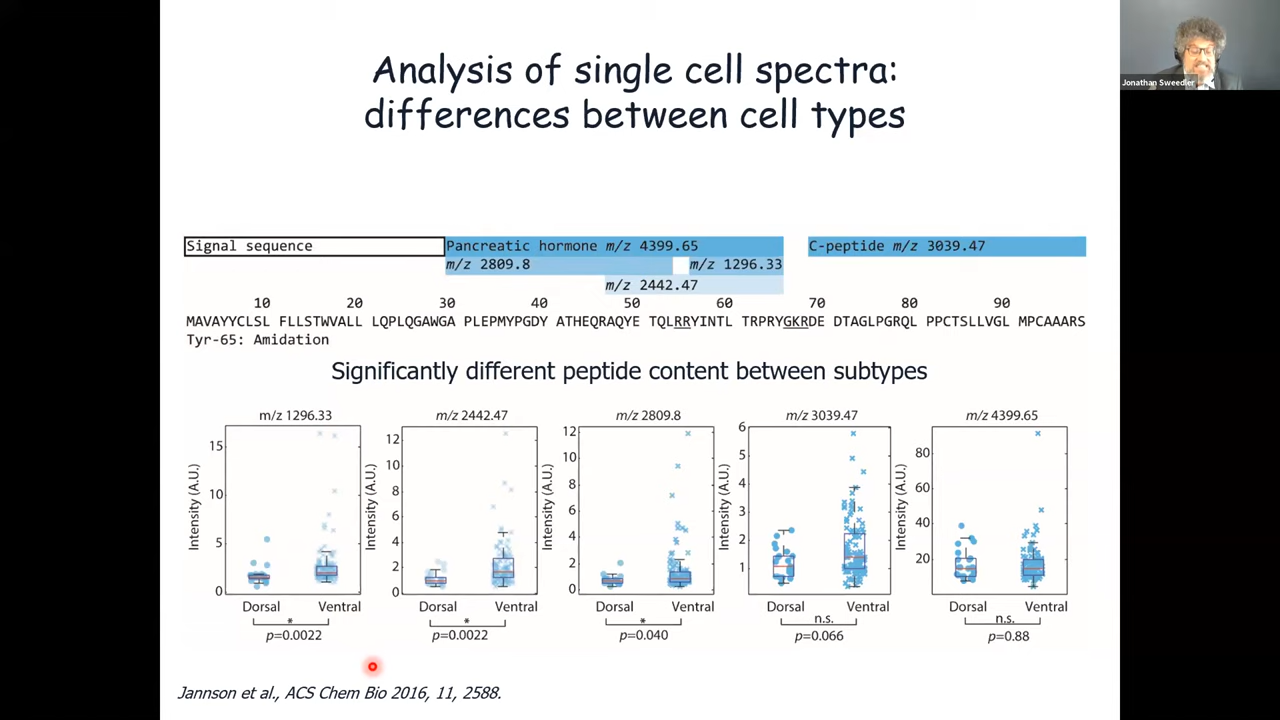 Analysis of single cell spectra:
differences between cell types
Jonathan Sweedler
Signal sequence
Pancreatic hormone m/z 4399.65
C-peptide m/z 3039.47
m/z 2809.8
m/z 1296.33
m/z 2442.47
10 20 30 40 50 60 70 80 90
MAVAYYCLSL FLLSTWVALL LQPLQGAWGA PLEPMYPGDY ATHEQRAQYE TQLRRYINTL TRPRYGKRDE DTAGLPGRQL PPCTSLLVGL MPCAAARS
Tyr-65: Amidation
Significantly different peptide content between subtypes
m/z 1296.33
Intensity (A.U.)
15
10
5
0
Dorsal Ventral
*
p=0.0022
m/z 2442.47
Intensity (A.U.)
12
10
8
6
4
2
0
Dorsal Ventral
*
p=0.0022
m/z 2809.8
Intensity (A.U.)
12
10
8
6
4
2
0
Dorsal Ventral
*
p=0.040
m/z 3039.47
Intensity (A.U.)
6
5
4
3
2
1
Dorsal Ventral
n.s.
p=0.066
m/z 4399.65
Intensity (A.U.)
80
60
40
20
Dorsal Ventral
n.s.
p=0.88
Jannson et al., ACS Chem Bio 2016, 11, 2588.